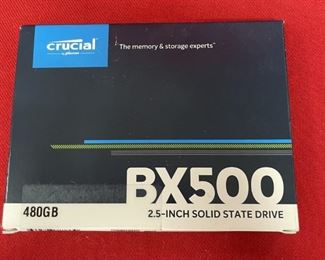 crucial
by Micron
The memory & storage experts™
BX500
2.5-INCH SOLID STATE DRIVE
480GB